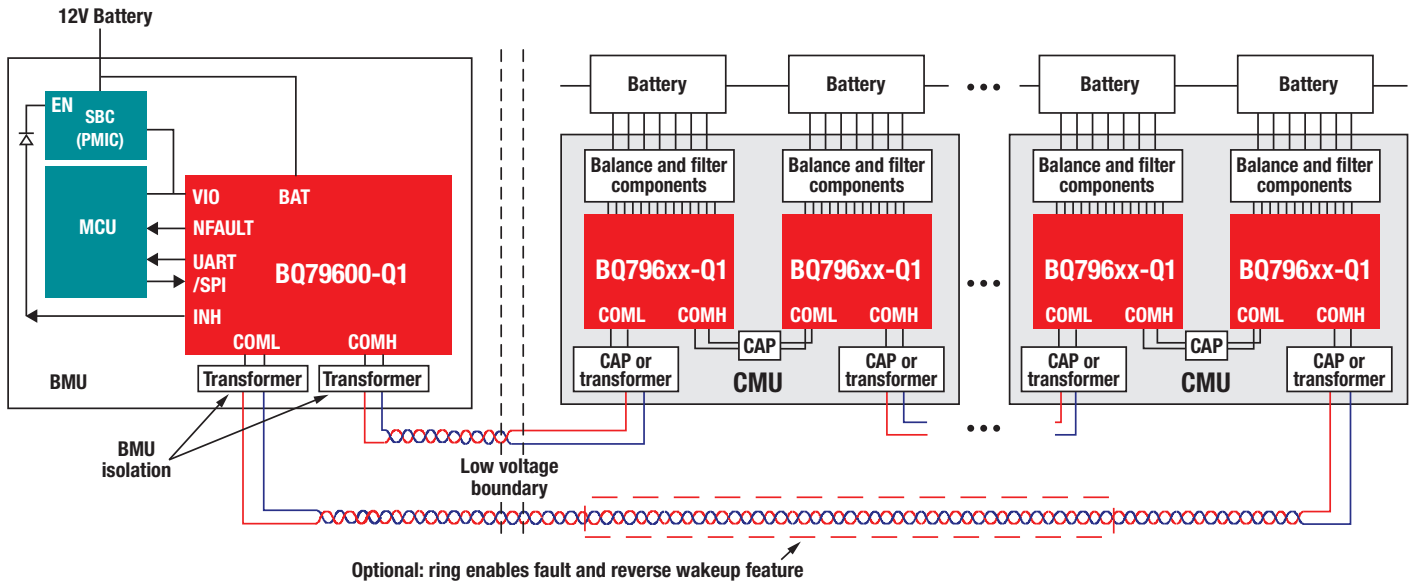 12V Battery
EN
SBC
(PMIC)
MCU
VIO
BAT
NFAULT
UART
/SPI
INH
BQ79600-Q1
COML
COMH
Transformer
Transformer
BMU
BMU
isolation
Low voltage
boundary
Battery
Battery
•••
Battery
Battery
Balance and filter
components
Balance and filter
components
Balance and filter
components
Balance and filter
components
BQ796xx-Q1
BQ796xx-Q1
•••
BQ796xx-Q1
BQ796xx-Q1
COML
COMH
COML
COMH
COML
COMH
COML
COMH
CAP or
transformer
CAP
CAP or
transformer
CAP or
transformer
CAP
CAP or
transformer
CMU
CMU
•••
Optional: ring enables fault and reverse wakeup feature